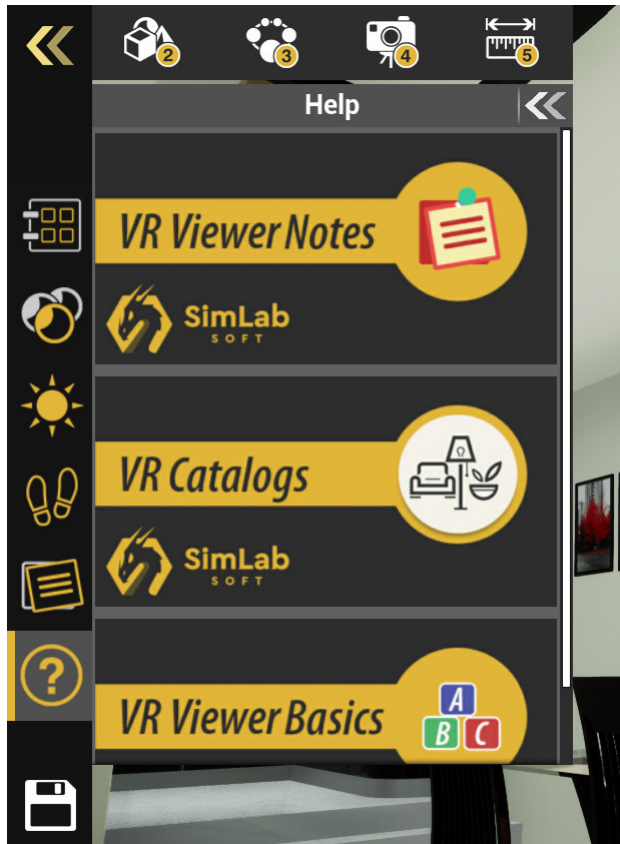 2
3
4
5
Help
VR Viewer Notes
SimLab
SOFT
VR Catalogs
SimLab
SOFT
?
VR Viewer Basics
A
B C